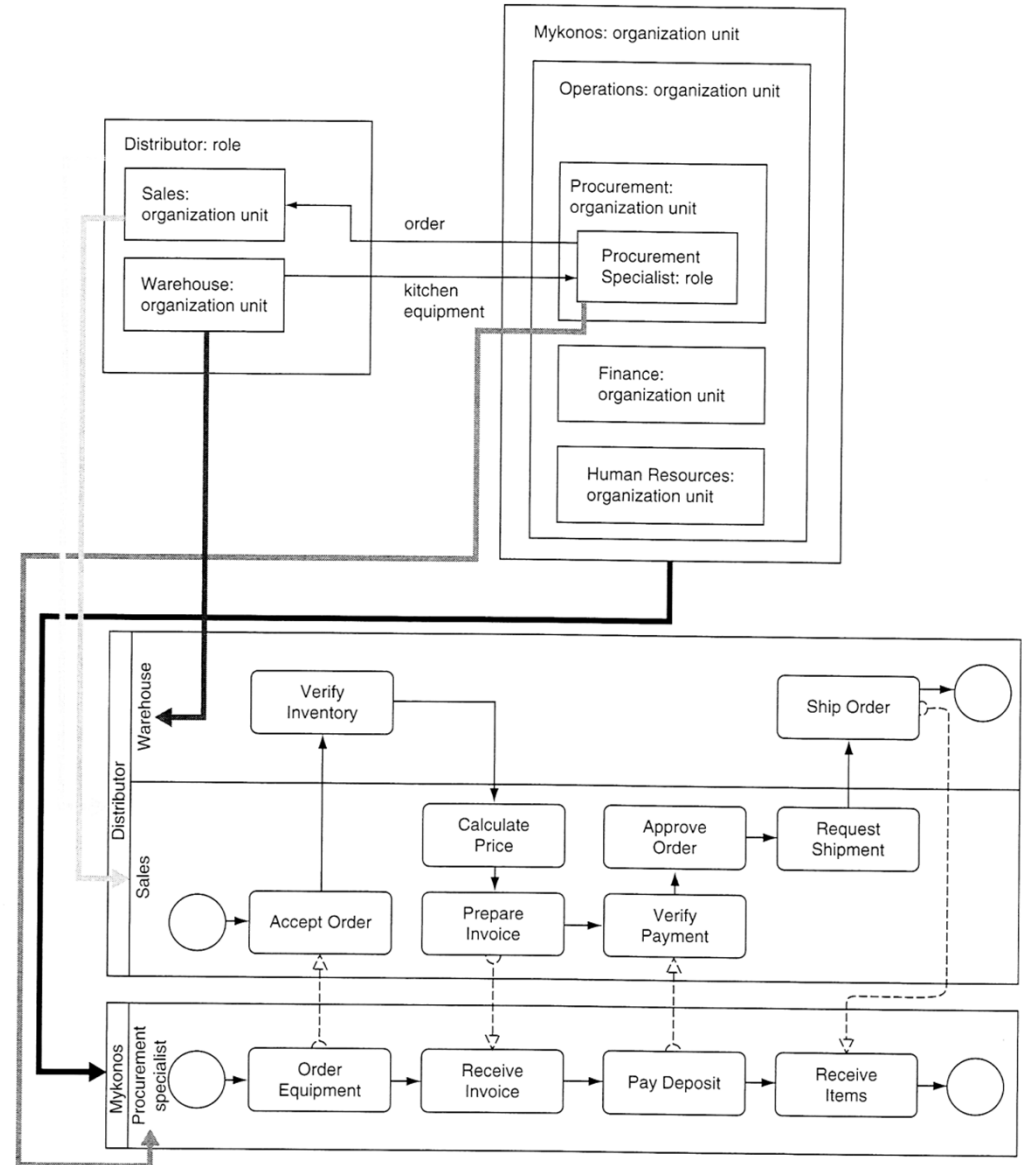 Mykonos: organization unit
Operations: organization unit
Distributor: role
Sales:
organization unit
Procurement:
organization unit
order
Procurement
Specialist: role
Warehouse:
organization unit
kitchen
equipment
Finance:
organization unit
Human Resources:
organization unit
Distributor
Warehouse
Verify
Inventory
Ship Order
Sales
Calculate
Price
Approve
Order
Request
Shipment
Accept Order
Prepare
Invoice
Verify
Payment
Mykonos
Procurement
specialist
Order
Equipment
Receive
Invoice
Pay Deposit
Receive
Items